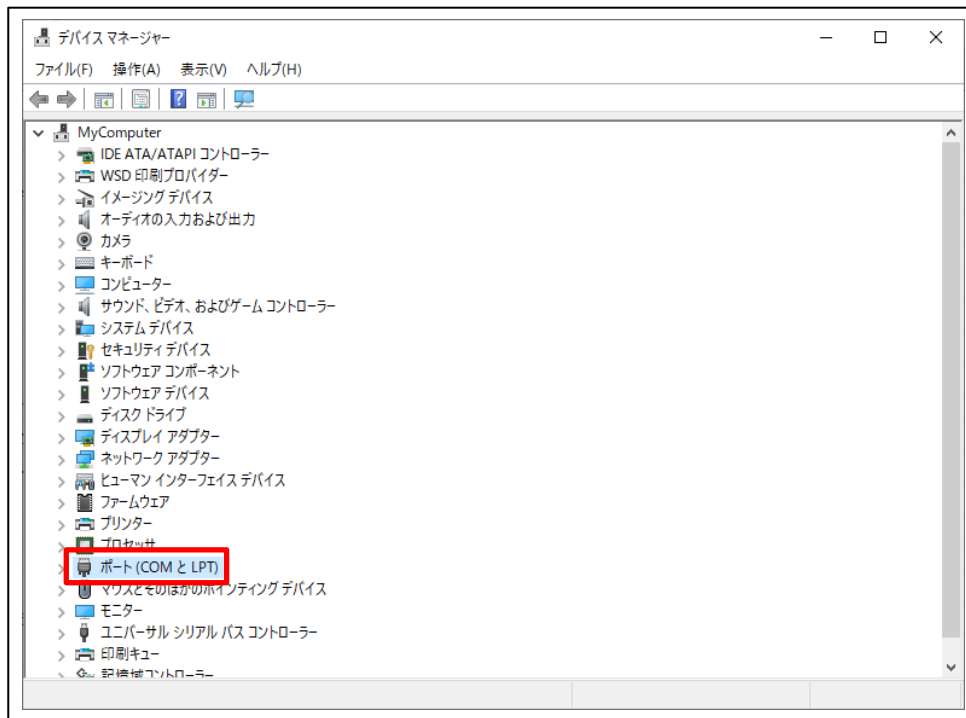 デバイス マネージャー
ファイル(F) 操作(A) 表示(V) ヘルプ(H)
MyComputer
IDE ATA/ATAPI コントローラー
WSD 印刷プロバイダー
イメージング デバイス
オーディオの入力および出力
カメラ
キーボード
コンピューター
サウンド、ビデオ、およびゲーム コントローラー
システム デバイス
セキュリティ デバイス
ソフトウェア コンポーネント
ソフトウェア デバイス
ディスク ドライブ
ディスプレイ アダプター
ネットワーク アダプター
ヒューマン インターフェイス デバイス
ファームウェア
プリンター
プロセッサ
ポート (COM と LPT)
マウスとそのほかのポインティング デバイス
モニター
ユニバーサル シリアル バス コントローラー
印刷キュー
記憶域コントローラー